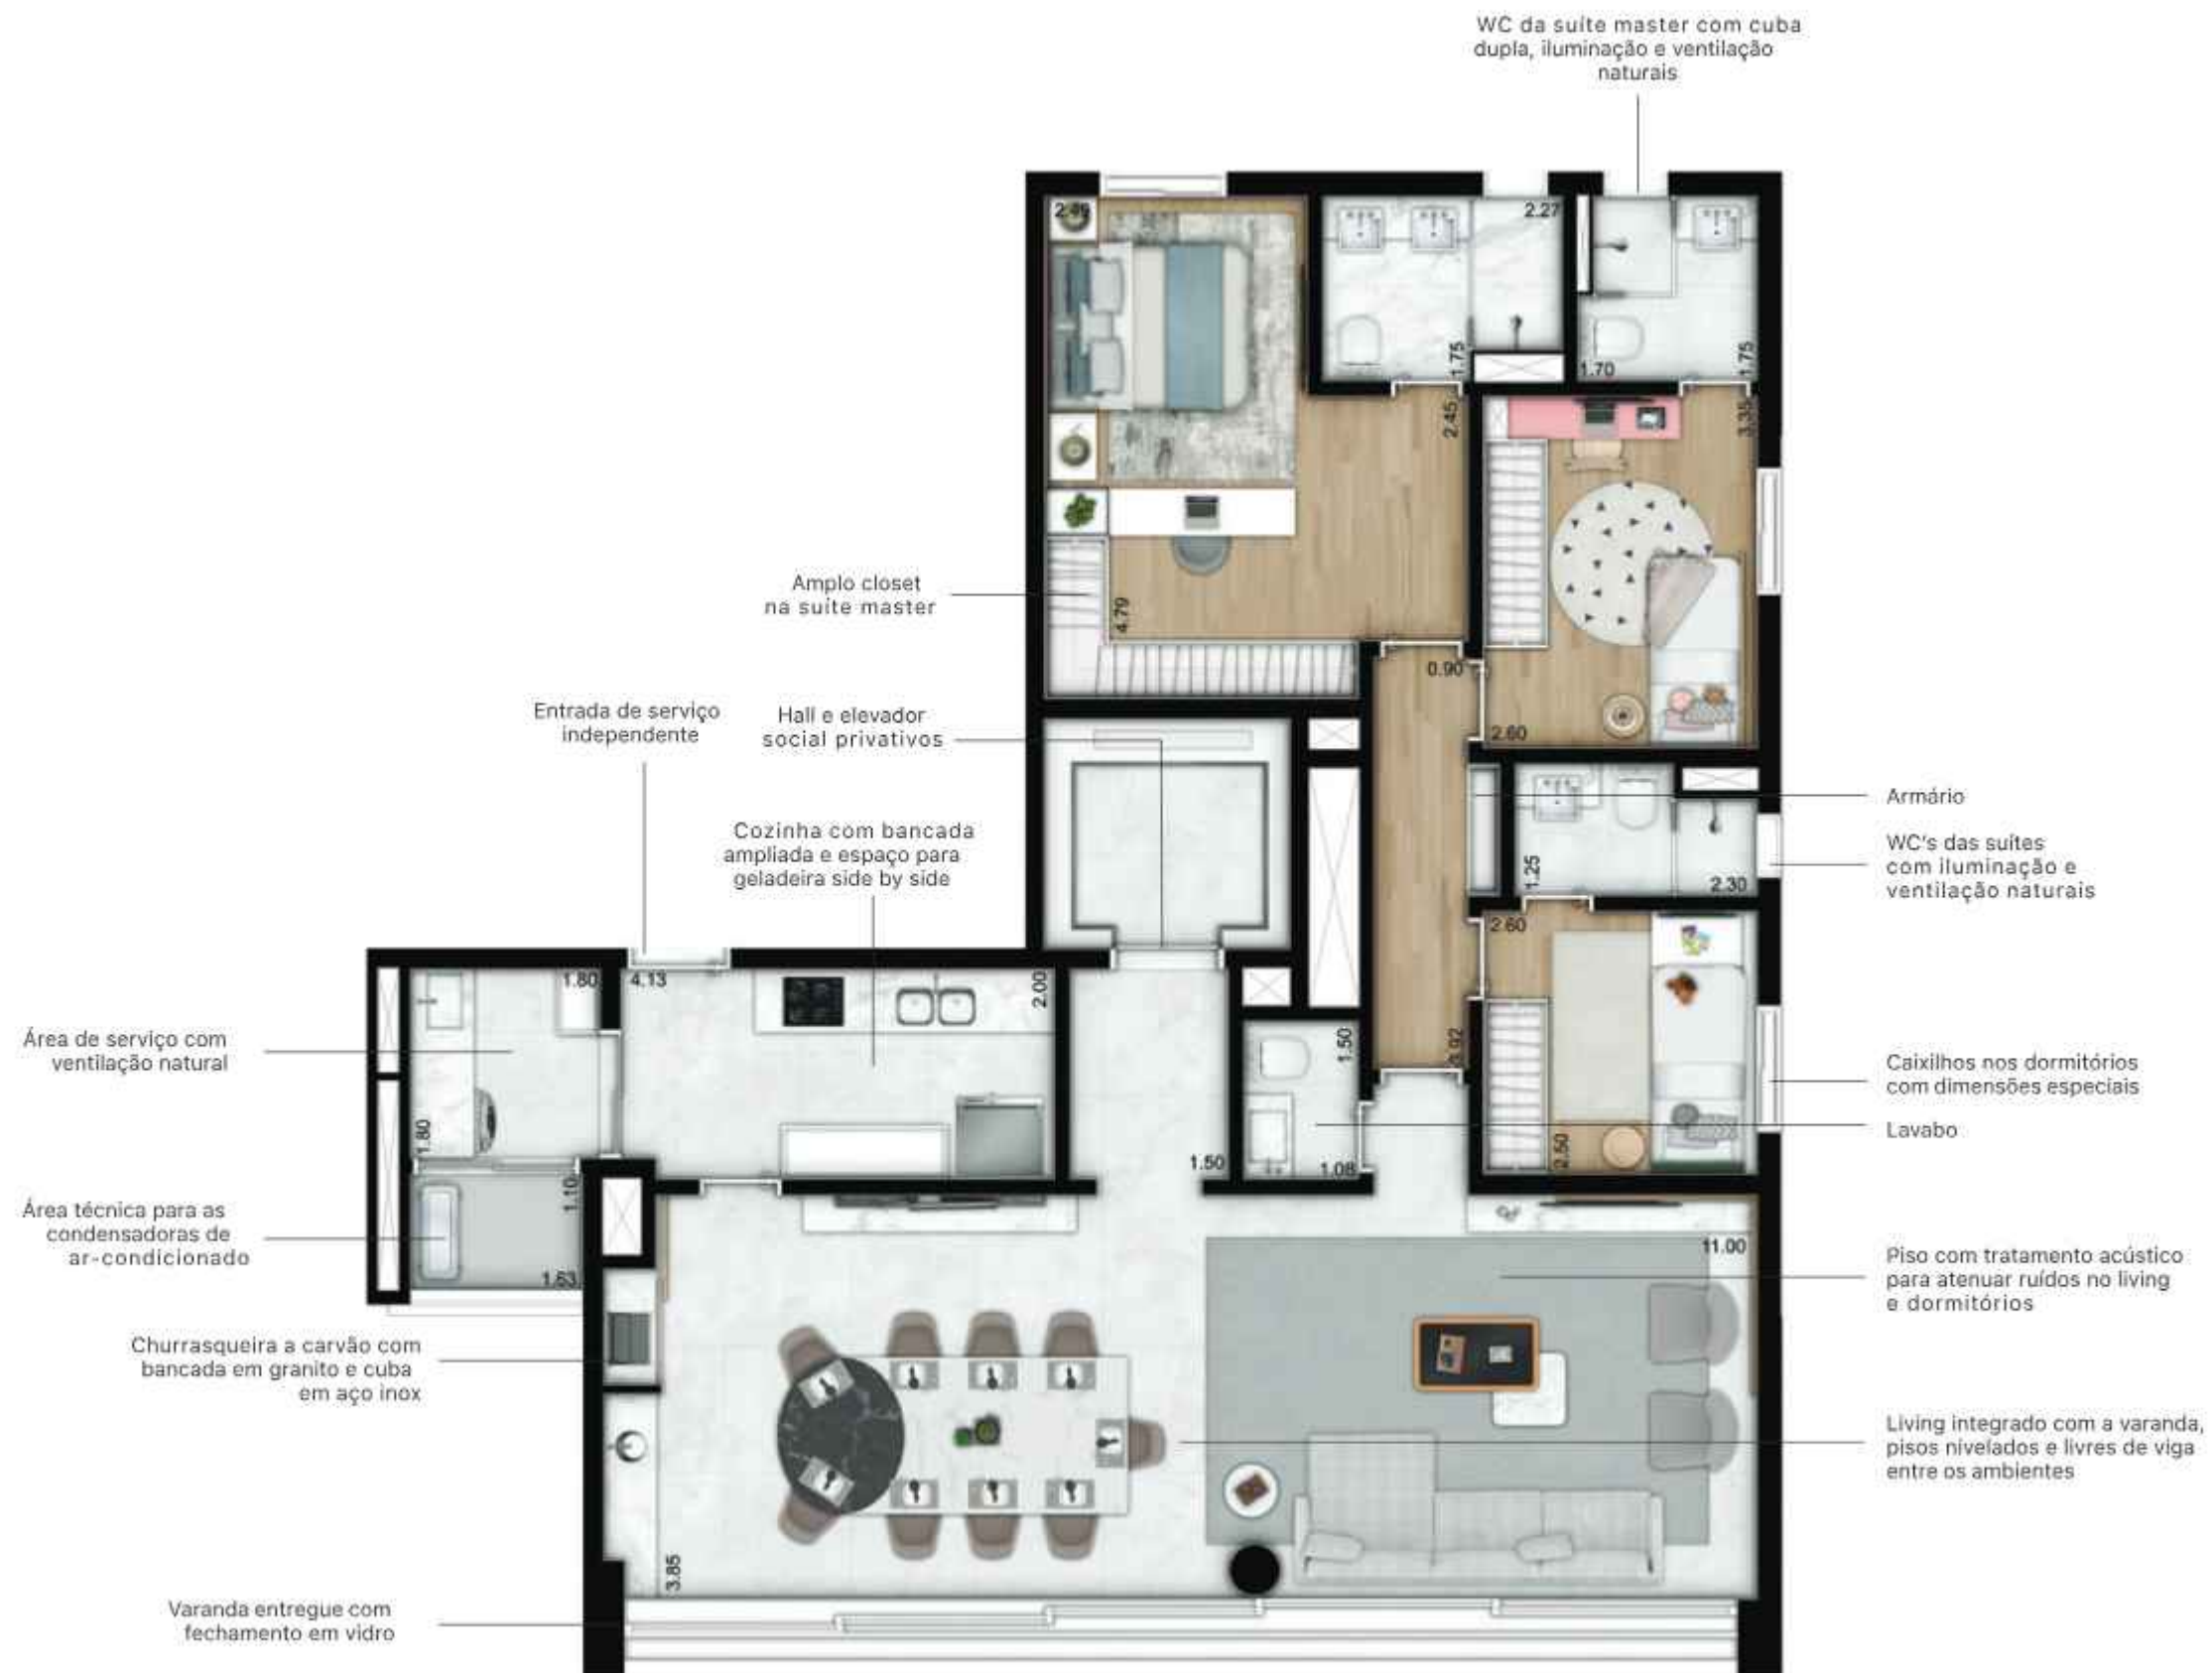 WC da suíte master com cuba
dupla, iluminação e ventilação
naturais
2.46
2.27
1.75
1.70
1.75
2.45
3.35
Amplo closet
na suíte master
4.79
0.90
2.60
Entrada de serviço
independente
Hall e elevador
social privativos
Armário
Cozinha com bancada
ampliada e espaço para
geladeira side by side
WC's das suítes
com iluminação e
ventilação naturais
1.25
2.30
2.60
1.80
4.13
2.00
Área de serviço com
ventilação natural
1.50
3.92
Caixilhos nos dormitórios
com dimensões especiais
1.80
Lavabo
2.50
1.50
1.08
1.10
Área técnica para as
condensadoras de
ar-condicionado
1.53
11.00
Piso com tratamento acústico
para atenuar ruídos no living
e dormitórios
Churrasqueira a carvão com
bancada em granito e cuba
em aço inox
Living integrado com a varanda,
pisos nivelados e livres de viga
entre os ambientes
3.85
Varanda entregue com
fechamento em vidro